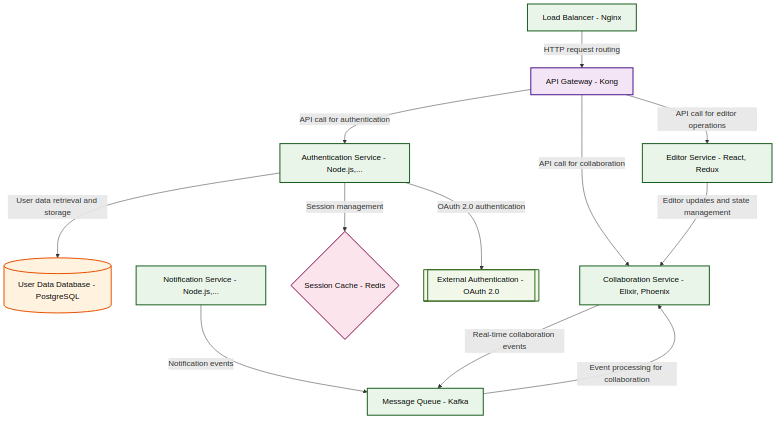 Load Balancer - Nginx
HTTP request routing
API Gateway - Kong
API call for authentication
API call for editor
operations
API call for collaboration
Authentication Service -
Node.js,...
Editor Service - React,
Redux
User data retrieval and
storage
Session management
OAuth 2.0 authentication
Editor updates and state
management
User Data Database -
PostgreSQL
Notification Service -
Node.js,...
Session Cache - Redis
External Authentication -
OAuth 2.0
Collaboration Service -
Elixir, Phoenix
Real-time collaboration
events
Notification events
Event processing for
collaboration
Message Queue - Kafka